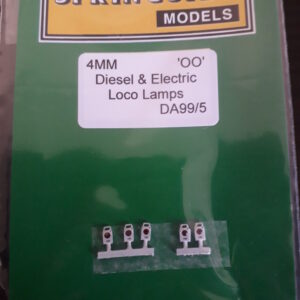 MODELS
4MM 'OO'
Diesel & Electric
Loco Lamps
DA99/5